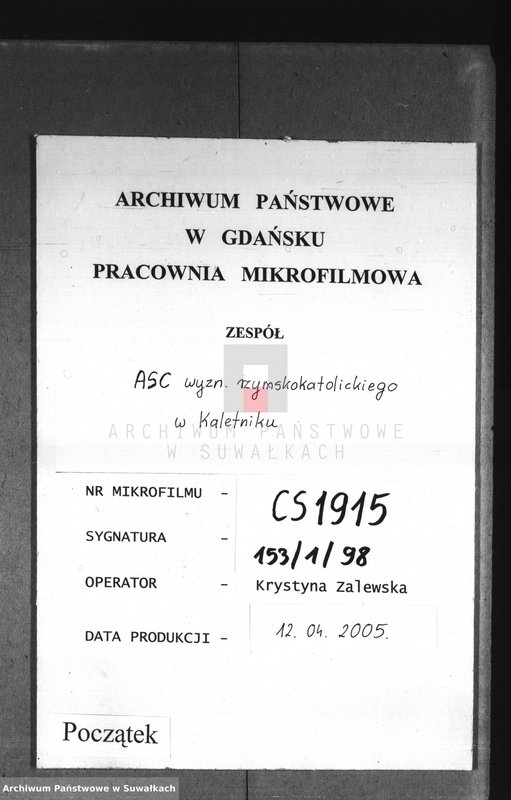 ARCHIWUM PAŃSTWOWE
W GDAŃSKU
PRACOWNIA MIKROFILMOWA
ZESPÓŁ
ASC wyzn. rzymskokatolickiego
w Kaletniku
ARCHIWUM PAŃSTWOWE
W SUWAŁKACH
NR MIKROFILMU - CS1915
SYGNATURA - 153/1/98
OPERATOR - Krystyna Zalewska
DATA PRODUKCJI - 12. 04. 2005.
Początek
Archiwum Państwowe w Suwałkach